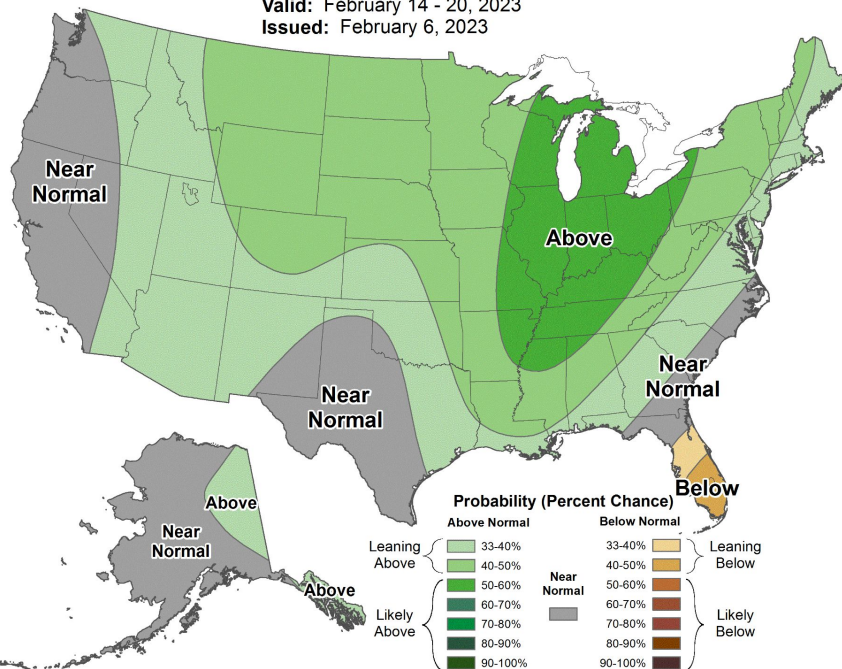 Valid: February 14 - 20, 2023
Issued: February 6, 2023
Near
Normal
Above
Near
Normal
Near
Normal
Below
Above
Near
Normal
Above
Probability (Percent Chance)
Above Normal
Below Normal
Leaning
Above
33-40%
40-50%
Likely
Above
50-60%
60-70%
70-80%
80-90%
90-100%
Near
Normal
33-40%
40-50%
Leaning
Below
50-60%
60-70%
70-80%
80-90%
90-100%
Likely
Below